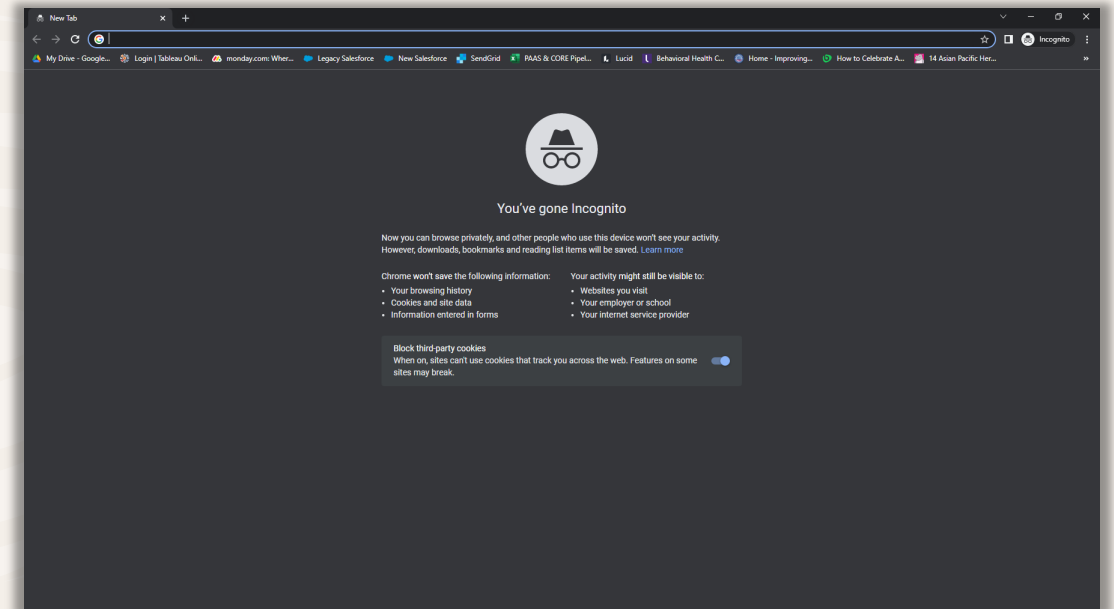 New Tab
Incognito
My Drive - Google... Login | Tableau Onli... monday.com: Wher... Legacy Salesforce New Salesforce SendGrid PAAS & CORE Pipel... Lucid Behavioral Health C... Home - Improving... How to Celebrate A... 14 Asian Pacific Her... »
You've gone Incognito
Now you can browse privately, and other people who use this device won't see your activity.
However, downloads, bookmarks and reading list items will be saved. Learn more
Chrome won't save the following information:
• Your browsing history
• Cookies and site data
• Information entered in forms
Your activity might still be visible to:
• Websites you visit
• Your employer or school
• Your internet service provider
Block third-party cookies
When on, sites can't use cookies that track you across the web. Features on some
sites may break.